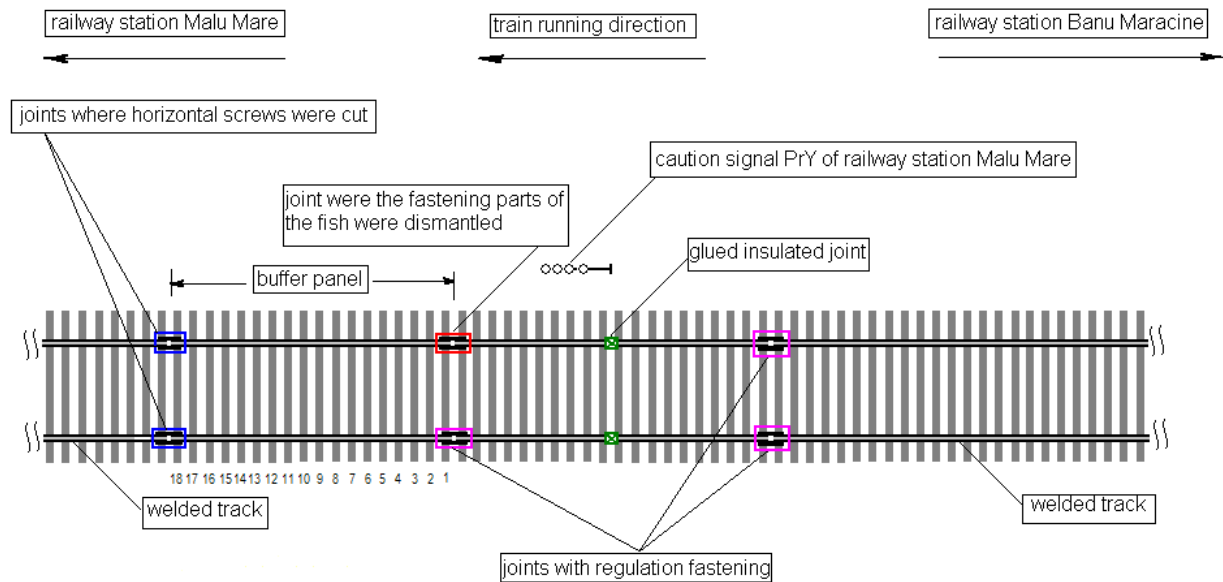 railway station Malu Mare
train running direction
railway station Banu Maracine
joints where horizontal screws were cut
caution signal PrY of railway station Malu Mare
joint were the fastening parts of
the fish were dismantled
glued insulated joint
buffer panel
18 17 16 15 14 13 12 11 10 9 8 7 6 5 4 3 2 1
welded track
welded track
joints with regulation fastening